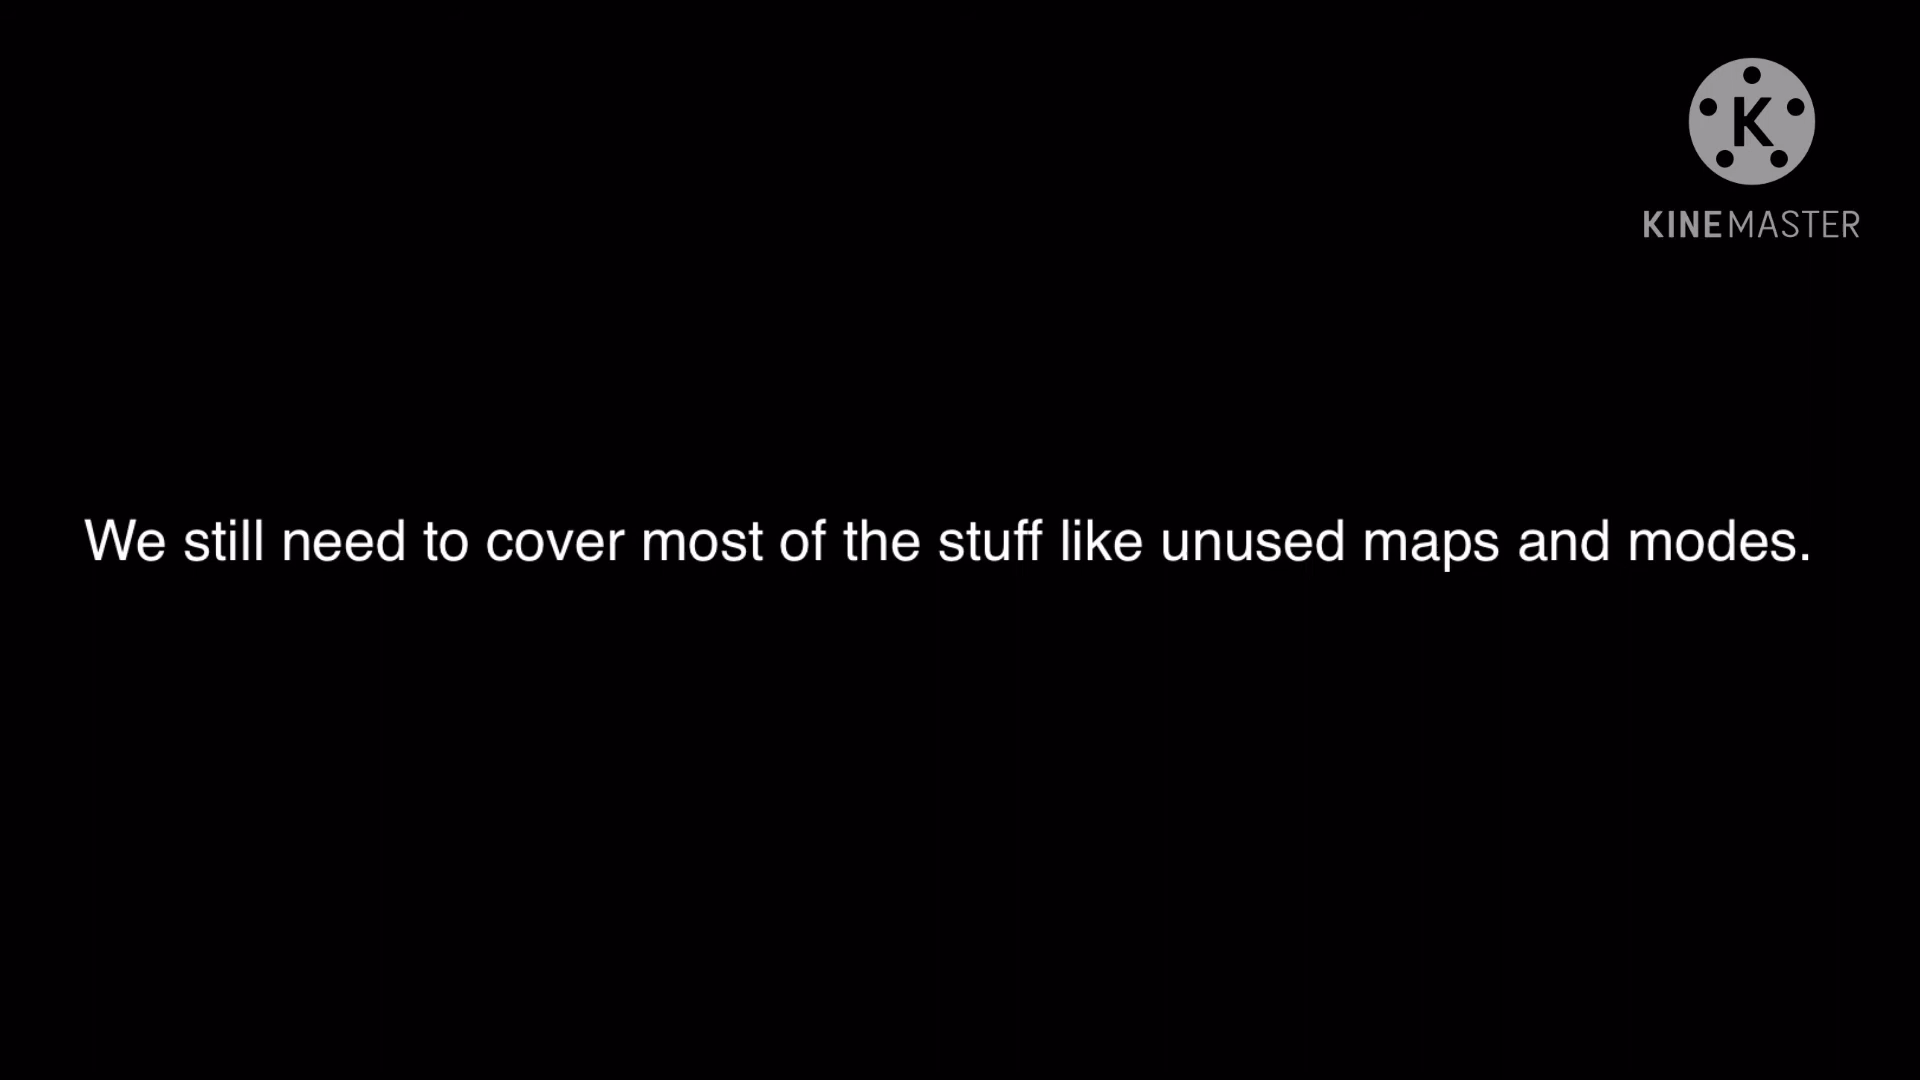 K
KINEMASTER
We still need to cover most of the stuff like unused maps and modes.